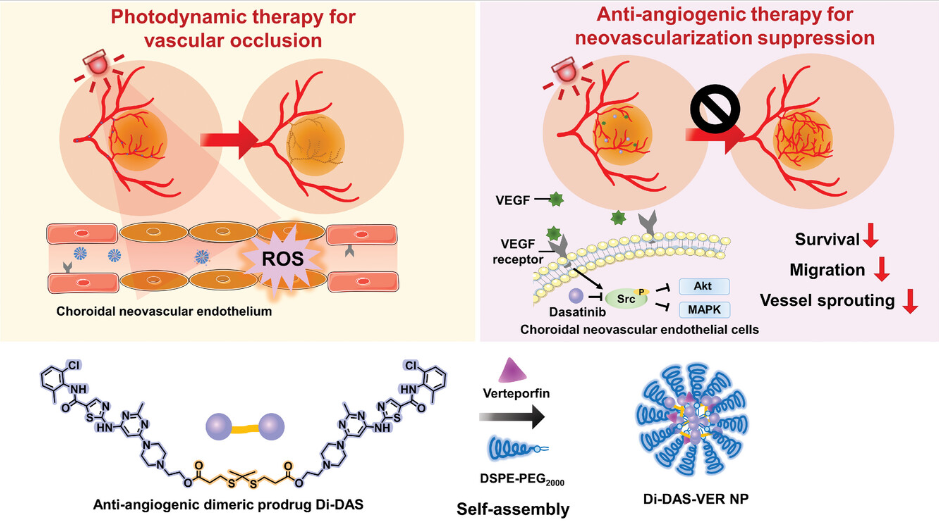 Photodynamic therapy for
vascular occlusion
ROS
Choroidal neovascular endothelium
Anti-angiogenic therapy for
neovascularization suppression
VEGF
VEGF
receptor
Dasatinib
Src
P
Akt
MAPK
Choroidal neovascular endothelial cells
Survival
Migration
Vessel sprouting
Cl
NH
O
N
S
N
N
NH
N
N
O
O
S
S
O
O
N
N
N
N
NH
N
S
O
NH
Cl
Anti-angiogenic dimeric prodrug Di-DAS
Verteporfin
DSPE-PEG2000
Self-assembly
Di-DAS-VER NP